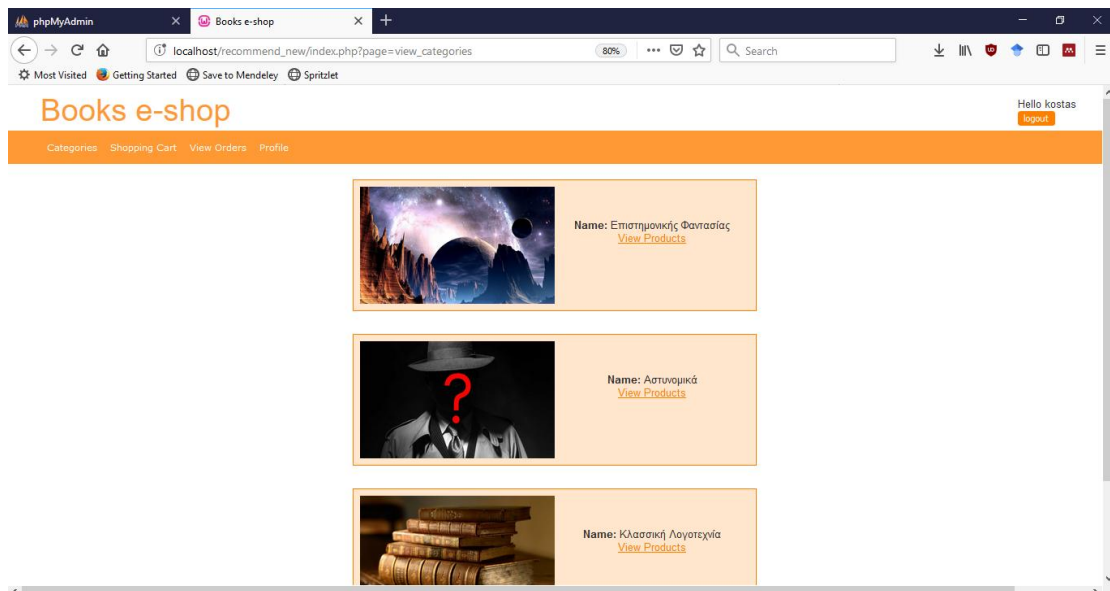 phpMyAdmin
Books e-shop
localhost/recommend_new/index.php?page=view_categories
80%
Search
Most Visited
Getting Started
Save to Mendeley
Spritzlet
Books e-shop
Hello kostas
logout
Categories
Shopping Cart
View Orders
Profile
Name: Επιστημονικής Φαντασίας
View Products
?
Name: Αστυνομικά
View Products
Name: Κλασσική Λογοτεχνία
View Products